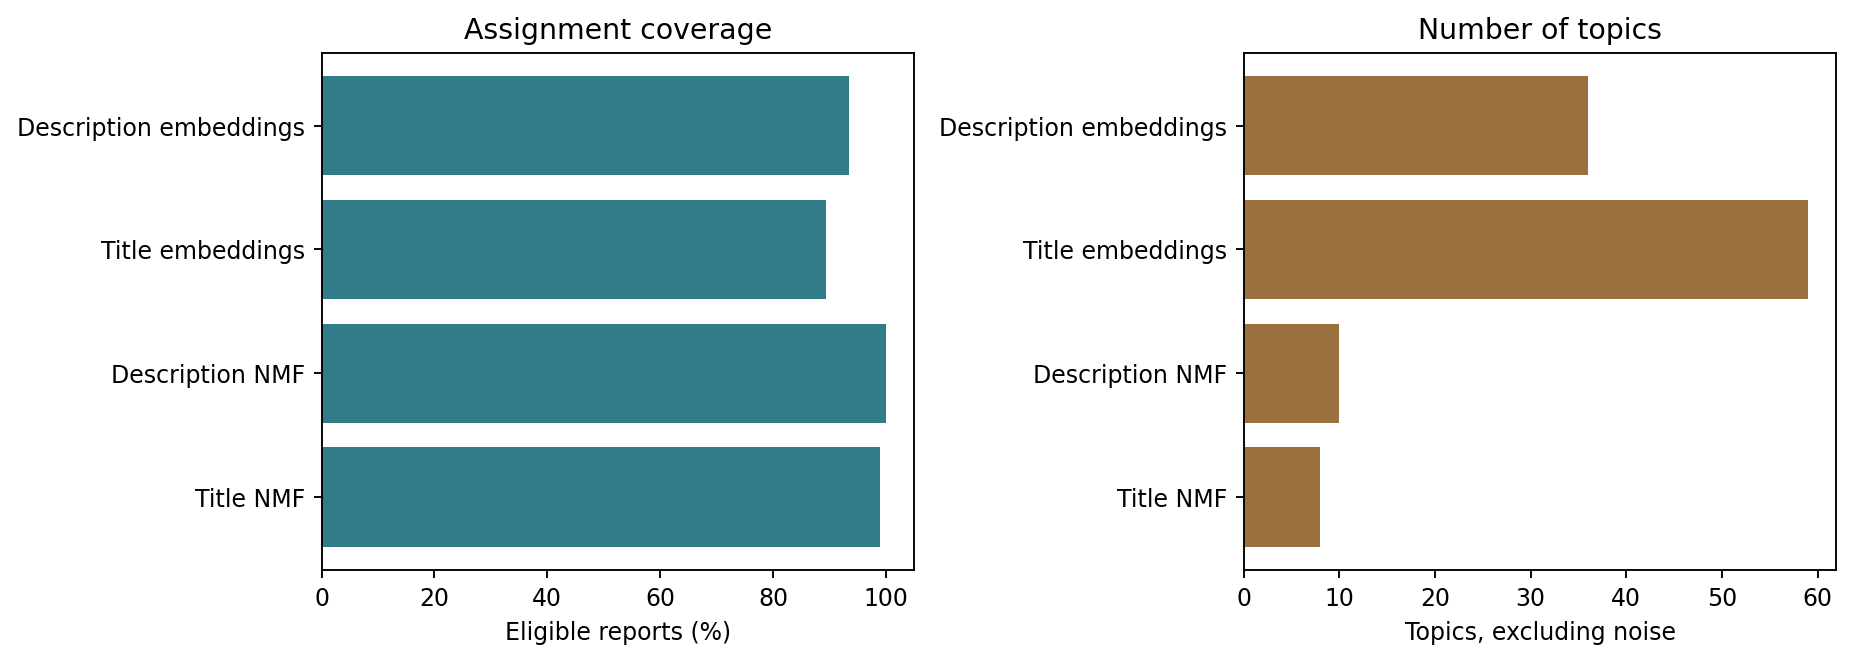 Assignment coverage
Description embeddings
Title embeddings
Description NMF
Title NMF
0 20 40 60 80 100
Eligible reports (%)
Number of topics
Description embeddings
Title embeddings
Description NMF
Title NMF
0 10 20 30 40 50 60
Topics, excluding noise